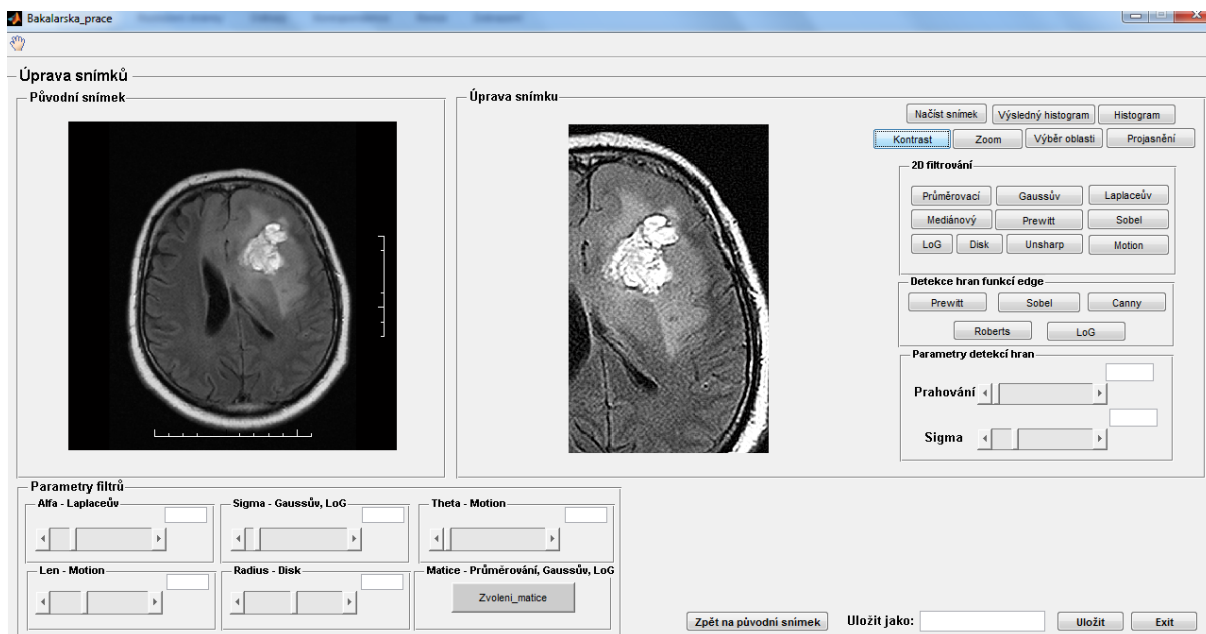 Bakalarska_prace
Úprava snímků
Původní snímek
Úprava snímku
Načíst snímek Výsledný histogram Histogram
Kontrast Zoom Výběr oblasti Projasnění
2D filtrování
Průměrovací Gaussův Laplaceův
Mediánový Prewitt Sobel
LoG Disk Unsharp Motion
Detekce hran funkcí edge
Prewitt Sobel Canny
Roberts LoG
Parametry detekcí hran
Prahování
Sigma
Parametry filtrů
Alfa - Laplaceův Sigma - Gaussův, LoG Theta - Motion
Len - Motion Radius - Disk Matice - Průměrování, Gaussův, LoG
Zvoleni_matice
Zpět na původní snímek Uložit jako: Uložit Exit